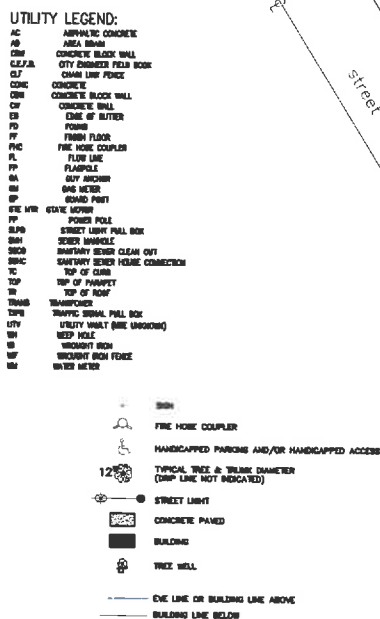 UTILITY LEGEND:
AC ASPHALTIC CONCRETE
AD AREA DRAIN
CBW CONCRETE BLOCK WALL
C.E.F.B. CITY ENGINEER FIELD BOOK
CLF CHAIN LINK FENCE
CONC CONCRETE
CBW CONCRETE BLOCK WALL
CW CONCRETE WALL
EG EDGE OF GUTTER
FD FOUND
FF FINISH FLOOR
FHC FIRE HOSE COUPLER
FL FLOW LINE
FP FLAGPOLE
GA GUY ANCHOR
GM GAS METER
GP GUARD POST
STE MTR STATE MOTOR
PP POWER POLE
SLPB STREET LIGHT PULL BOX
SMH SEWER MANHOLE
SSCO SANITARY SEWER CLEAN OUT
SSHC SANITARY SEWER HOUSE CONNECTION
TC TOP OF CURB
TOP TOP OF PARAPET
TR TOP OF ROOF
TRANS
TSPB TRAFFIC SIGNAL PULL BOX
UTV UTILITY VAULT (USE UNKNOWN)
WH WEEP HOLE
WI WROUGHT IRON
WIF WROUGHT IRON FENCE
WM WATER METER
street
SIGN
FIRE HOSE COUPLER
HANDICAPPED PARKING AND/OR HANDICAPPED ACCESS
12" TYPICAL TREE & TRUNK DIAMETER
(DRIP LINE NOT INDICATED)
STREET LIGHT
CONCRETE PAVED
BUILDING
TREE WELL
EVE LINE OR BUILDING LINE ABOVE
BUILDING LINE BELOW